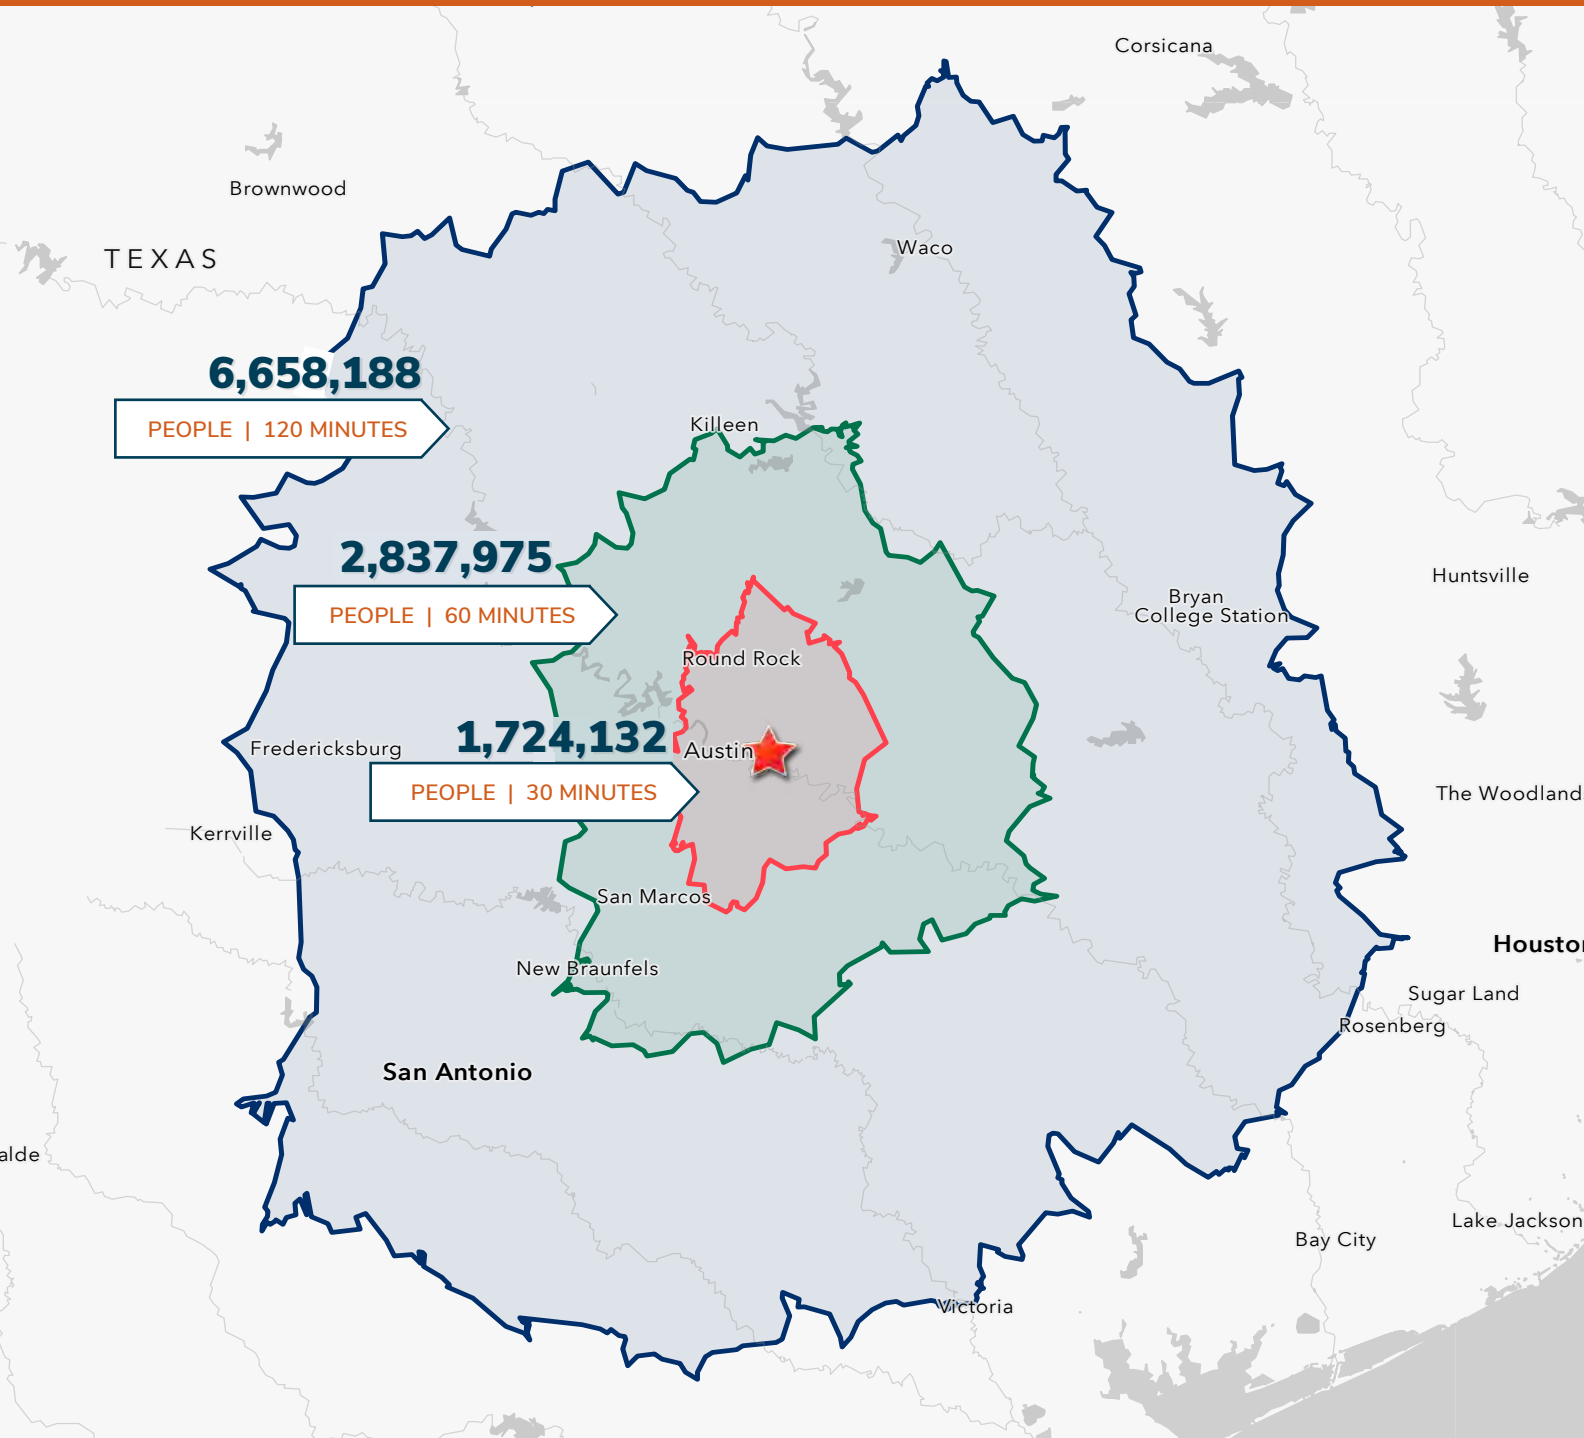 Corsicana
Brownwood
TEXAS
Waco
6,658,188
PEOPLE | 120 MINUTES
Killeen
2,837,975
PEOPLE | 60 MINUTES
Huntsville
Bryan
College Station
Round Rock
1,724,132
Fredericksburg
Austin
PEOPLE | 30 MINUTES
The Woodland
Kerrville
San Marcos
Houston
New Braunfels
Sugar Land
Rosenberg
San Antonio
alde
Lake Jackson
Bay City
Victoria